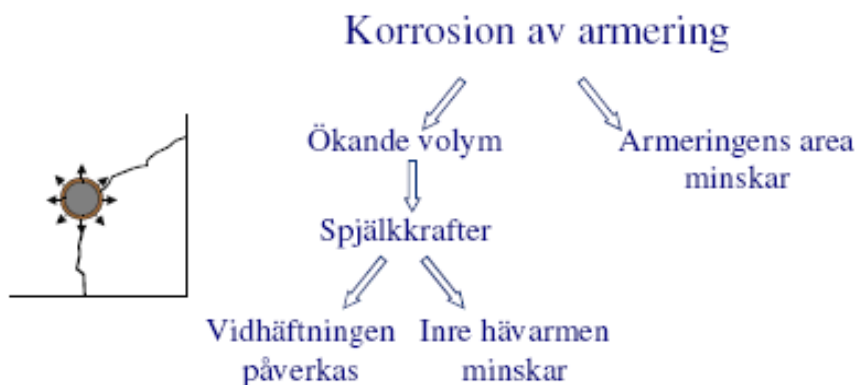 Korrosion av armering
Ökande volym
Armeringens area
minskar
Spjälkkrafter
Vidhäftningen
påverkas
Inre hävarmen
minskar